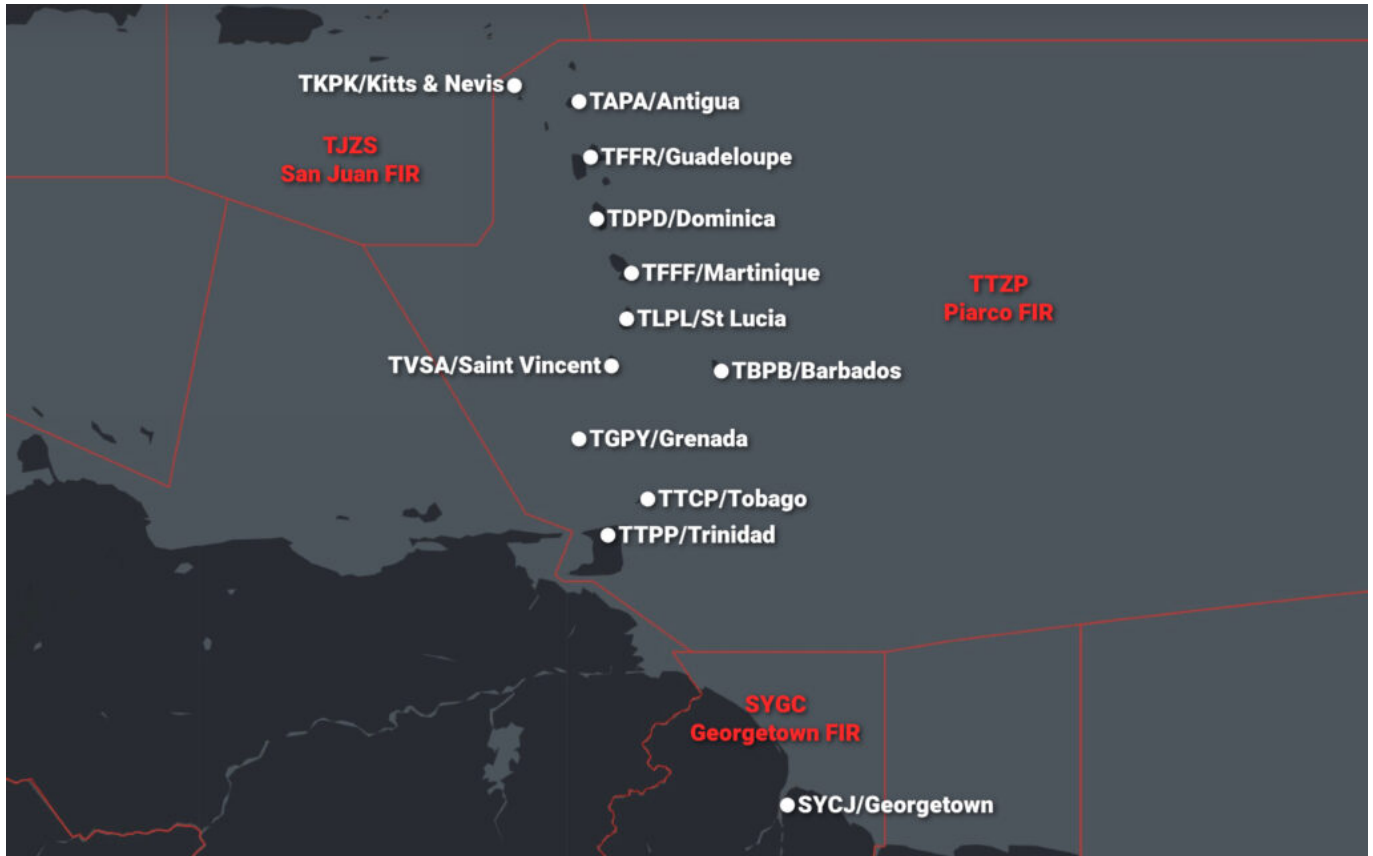 TKPK/Kitts & Nevis
TAPA/Antigua
TJZS
San Juan FIR
TFFR/Guadeloupe
TDPD/Dominica
TFFF/Martinique
TTZP
Piarco FIR
TLPL/St Lucia
TVSA/Saint Vincent
TBPB/Barbados
TGPY/Grenada
TTCP/Tobago
TTPP/Trinidad
SYGC
Georgetown FIR
SYCJ/Georgetown